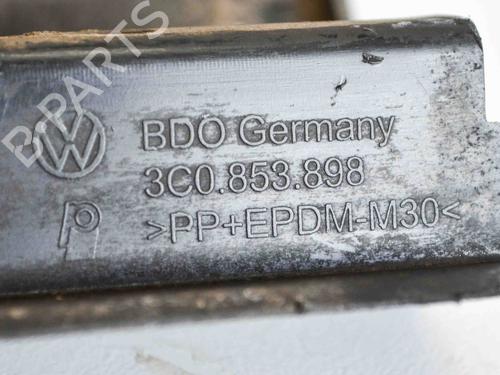 B-PARTS
BDO Germany
3C0.853.898
>PP+EPDM-M30<